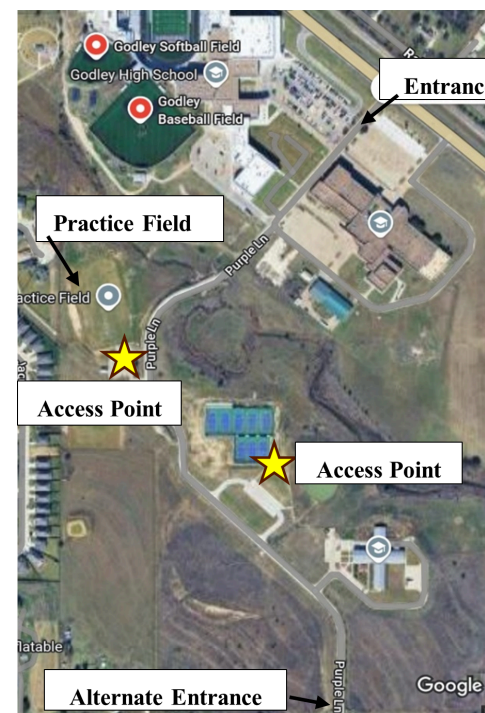 Godley Softball Field
Godley High School
Entranc
Godley
Baseball Field
Practice Field
Purple Ln
actice Field
Purple Ln
Access Point
Access Point
latable
Purple Ln
Google
Alternate Entrance